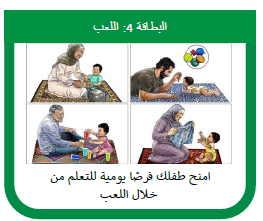 البطاقة 4: اللعب
امنح طفلك فرصًا يومية للتعلم من
خلال اللعب